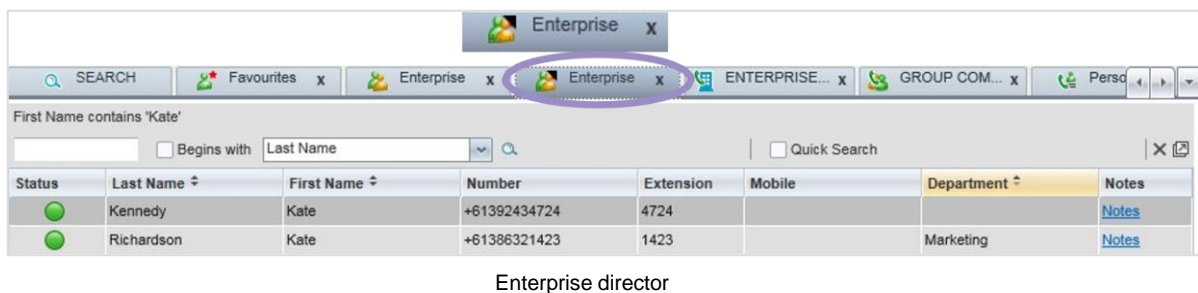 Enterprise x
SEARCH Favourites x Enterprise x Enterprise x ENTERPRISE... x GROUP COM... x Perso
First Name contains 'Kate'
Begins with Last Name Quick Search
Status Last Name First Name Number Extension Mobile Department Notes
Kennedy Kate +61392434724 4724 Notes
Richardson Kate +61386321423 1423 Marketing Notes
Enterprise director